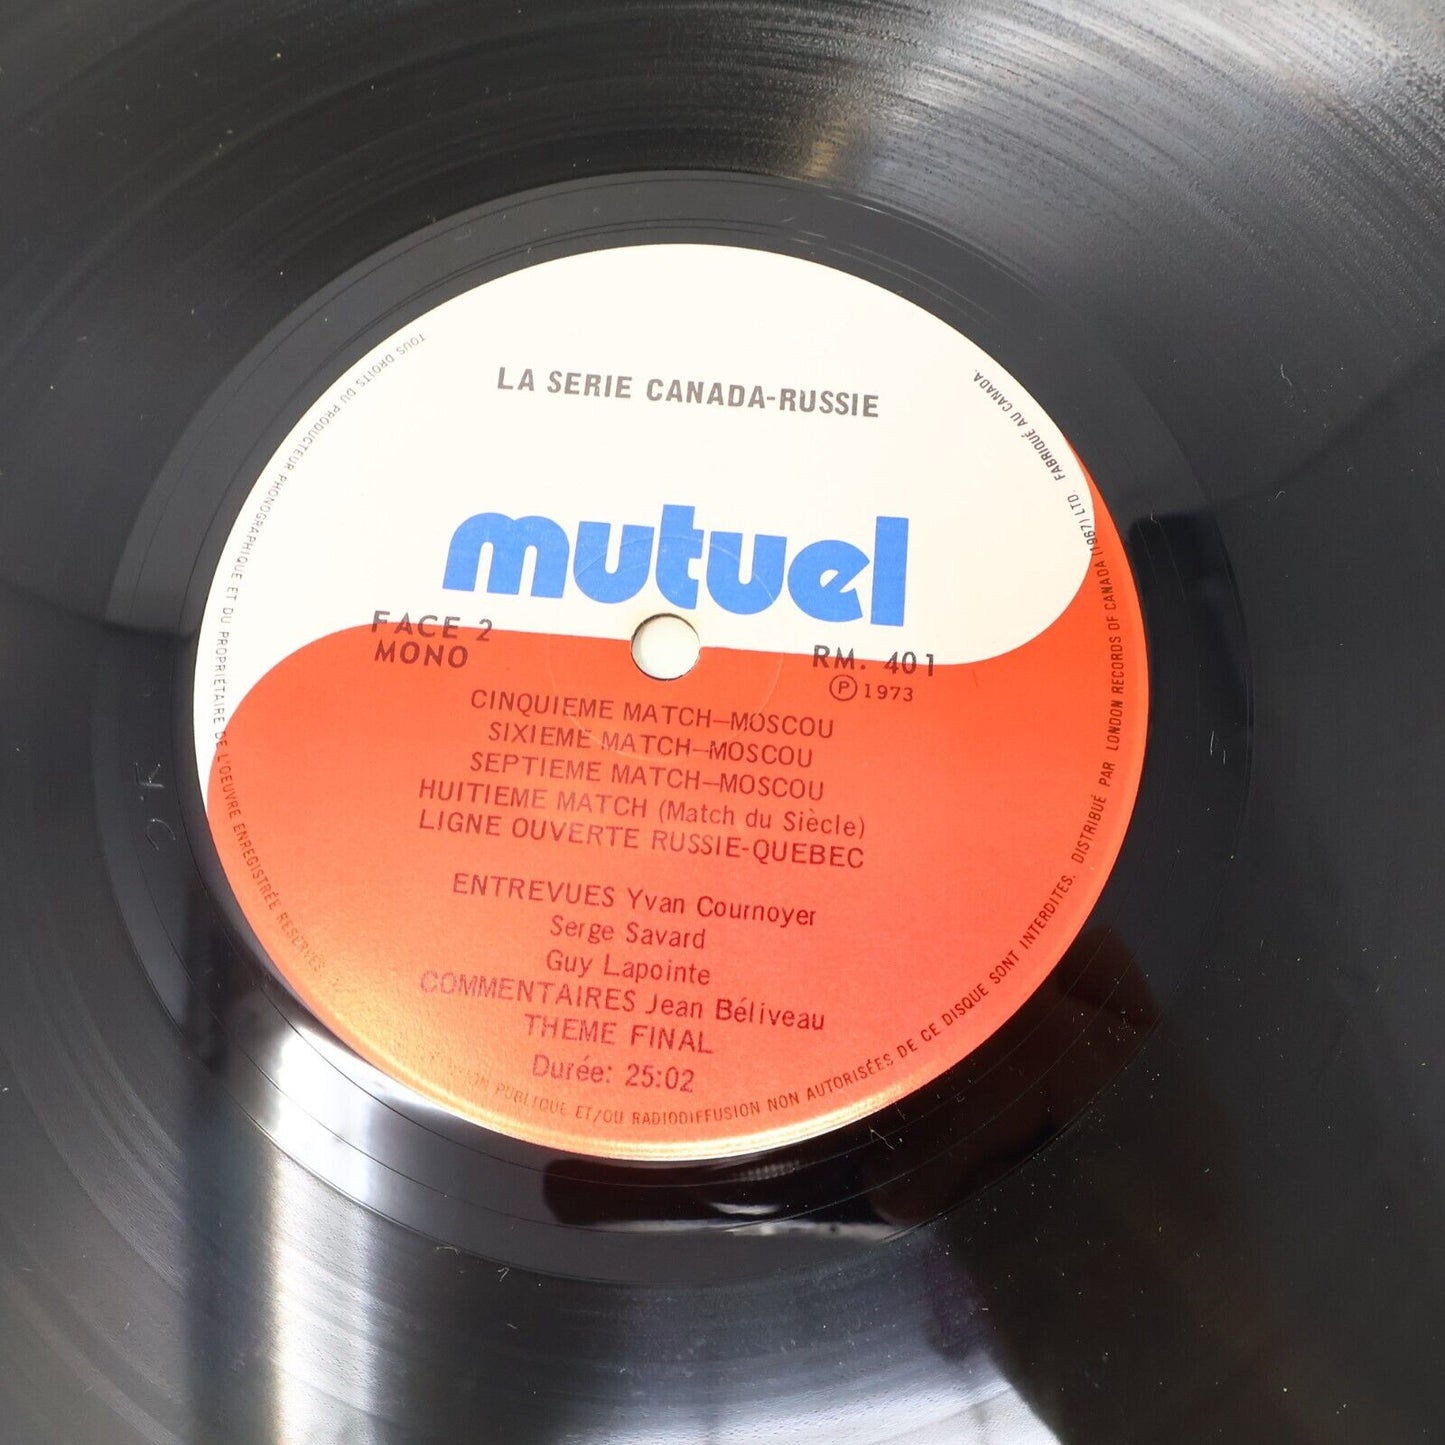 LA SERIE CANADA-RUSSIE
mutuel
FACE 2
MONO
RM. 401
Ⓟ 1973
CINQUIEME MATCH—MOSCOU
SIXIEME MATCH—MOSCOU
SEPTIEME MATCH—MOSCOU
HUITIEME MATCH (Match du Siècle)
LIGNE OUVERTE RUSSIE-QUEBEC
ENTREVUES Yvan Cournoyer
Serge Savard
Guy Lapointe
COMMENTAIRES Jean Béliveau
THEME FINAL
Durée: 25:02
TOUS DROITS DU PRODUCTEUR PHONOGRAPHIQUE ET DU PROPRIÉTAIRE DE L'OEUVRE ENREGISTRÉE RESERVÉS. PUBLIQUE ET/OU RADIODIFFUSION NON AUTORISÉES DE CE DISQUE SONT INTERDITES. DISTRIBUÉ PAR LONDON RECORDS OF CANADA (1967) LTD. FABRIQUÉ AU CANADA.